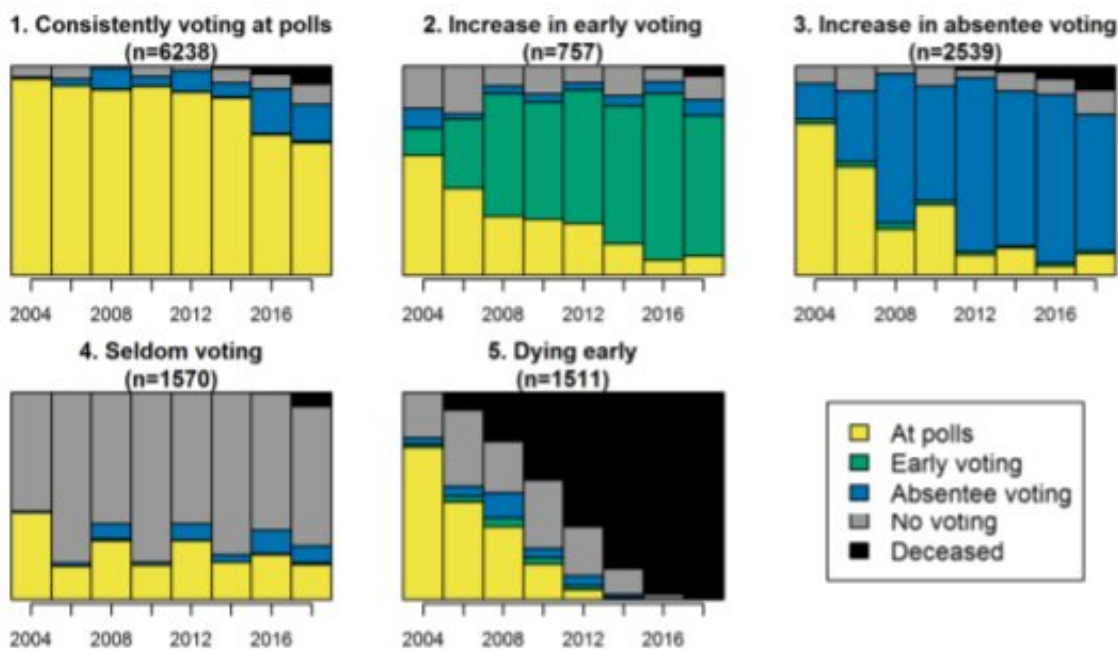 1. Consistently voting at polls
(n=6238)
2. Increase in early voting
(n=757)
3. Increase in absentee voting
(n=2539)
2004 2008 2012 2016
2004 2008 2012 2016
2004 2008 2012 2016
4. Seldom voting
(n=1570)
5. Dying early
(n=1511)
At polls
Early voting
Absentee voting
No voting
Deceased
2004 2008 2012 2016
2004 2008 2012 2016